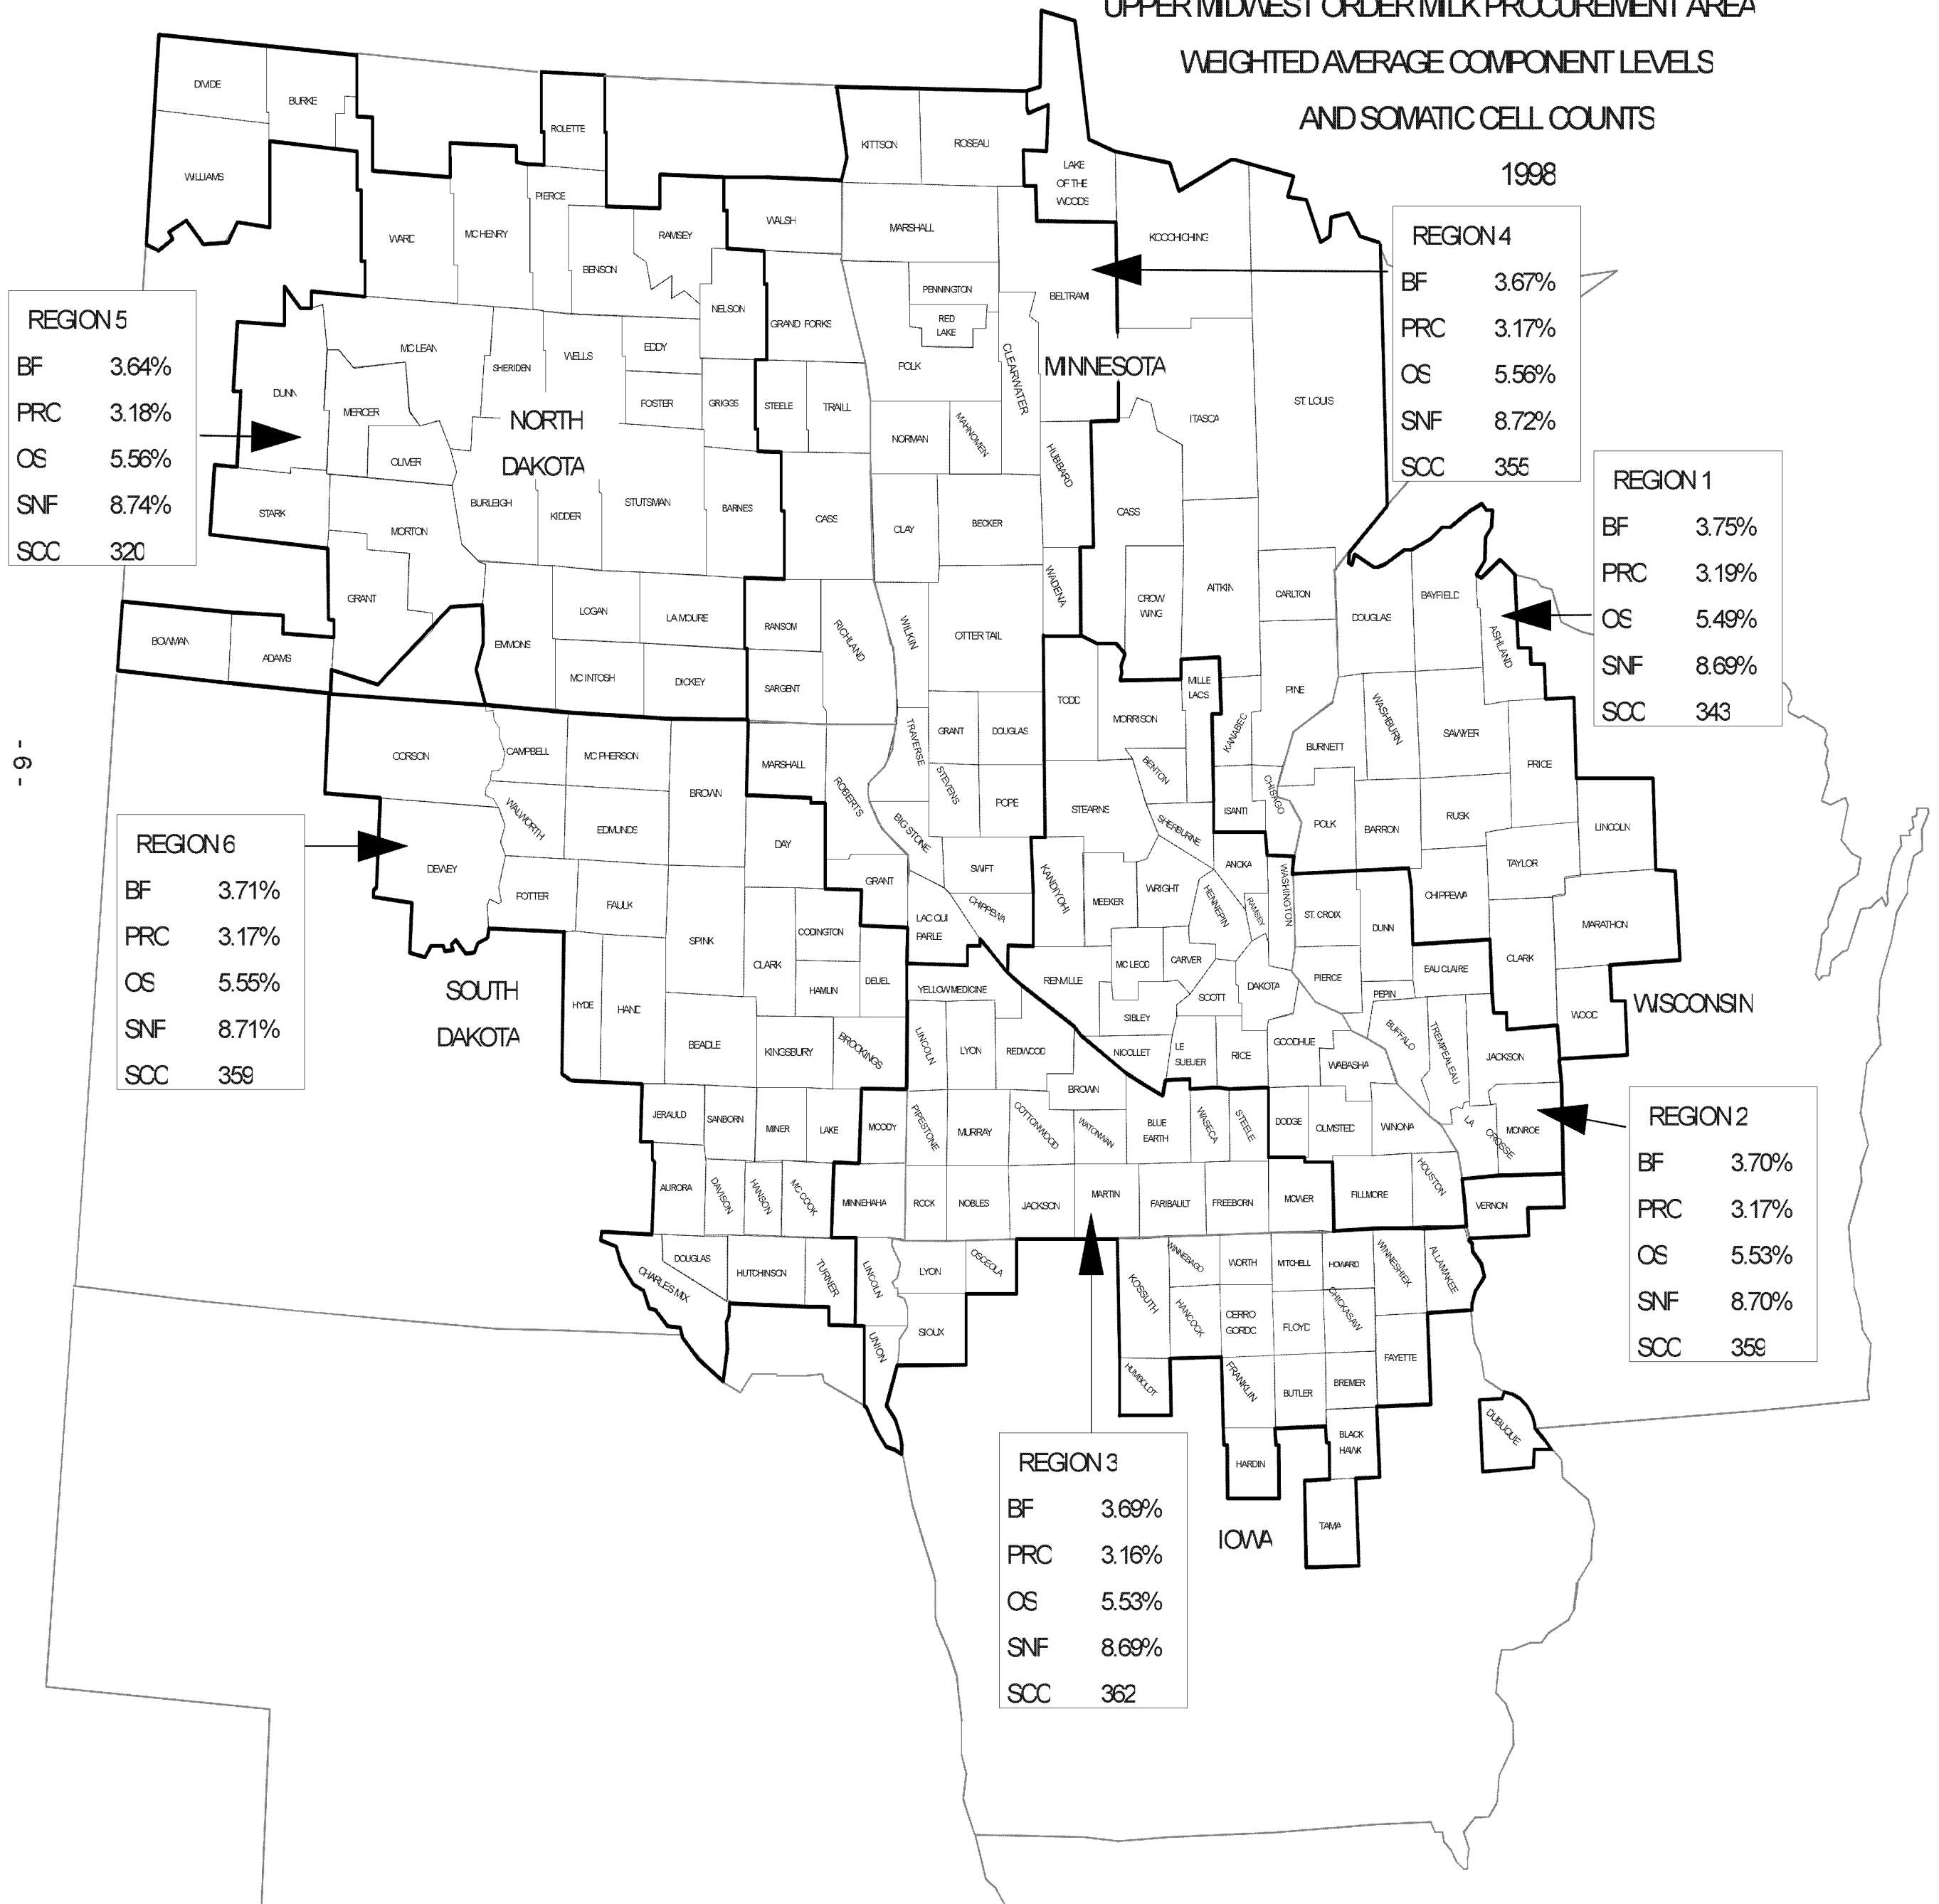 UPPER MIDWEST ORDER MILK PROCUREMENT AREA
WEIGHTED AVERAGE COMPONENT LEVELS
AND SOMATIC CELL COUNTS
1998
REGION 4
BF 3.67%
PRO 3.17%
OS 5.56%
SNF 8.72%
SCC 355
REGION 1
BF 3.75%
PRO 3.19%
OS 5.49%
SNF 8.69%
SCC 343
REGION 5
BF 3.64%
PRO 3.18%
OS 5.56%
SNF 8.74%
SCC 320
REGION 6
BF 3.71%
PRO 3.17%
OS 5.55%
SNF 8.71%
SCC 359
REGION 2
BF 3.70%
PRO 3.17%
OS 5.53%
SNF 8.70%
SCC 359
REGION 3
BF 3.69%
PRO 3.16%
OS 5.53%
SNF 8.69%
SCC 362
- 9 -
NORTH
DAKOTA
DIVIDE
BURKE
WILLIAMS
ROLETTE
WARD
MC HENRY
PIERCE
BENSON
RAMSEY
WALSH
NELSON
GRAND FORKS
MC LEAN
SHERIDEN
WELLS
EDDY
FOSTER
GRIGGS
STEELE
TRAILL
DUNN
MERCER
OLIVER
STARK
MORTON
BURLEIGH
KIDDER
STUTSMAN
BARNES
CASS
GRANT
EMMONS
LOGAN
LA MOURE
RANSOM
RICHLAND
BOWMAN
ADAMS
MC INTOSH
DICKEY
SARGENT
MINNESOTA
KITTSON
ROSEAU
LAKE
OF THE
WOODS
MARSHALL
KOOCHICHING
BELTRAMI
PENNINGTON
RED
LAKE
POLK
CLEARWATER
ST. LOUIS
ITASCA
NORMAN
MAHNOMEN
HUBBARD
CLAY
BECKER
CASS
WADENA
CROW
WING
AITKIN
CARLTON
WILKIN
OTTER TAIL
TODD
MORRISON
MILLE
LACS
KANABEC
PINE
TRAVERSE
GRANT
DOUGLAS
STEVENS
POPE
STEARNS
BENTON
SHERBURNE
ISANTI
CHISAGO
BIG STONE
SWIFT
CHIPPEWA
KANDIYOHI
MEEKER
WRIGHT
ANOKA
HENNEPIN
RAMSEY
WASHINGTON
LAC QUI
PARLE
YELLOW MEDICINE
RENVILLE
MC LEOD
CARVER
SCOTT
DAKOTA
SIBLEY
LINCOLN
LYON
REDWOOD
NICOLLET
LE
SUEUER
RICE
GOODHUE
WABASHA
BROWN
PIPESTONE
MURRAY
COTTONWOOD
WATONWAN
BLUE
EARTH
WASECA
STEELE
DODGE
OLMSTED
WINONA
ROCK
NOBLES
JACKSON
MARTIN
FARIBAULT
FREEBORN
MOWER
FILLMORE
HOUSTON
WISCONSIN
DOUGLAS
BAYFIELD
ASHLAND
BURNETT
WASHBURN
SAWYER
PRICE
POLK
BARRON
RUSK
LINCOLN
TAYLOR
CHIPPEWA
MARATHON
ST. CROIX
DUNN
PIERCE
PEPIN
EAU CLAIRE
CLARK
WOOD
BUFFALO
TREMPEALEAU
JACKSON
LA
CROSSE
MONROE
VERNON
SOUTH
DAKOTA
CORSON
CAMPBELL
MC PHERSON
BROWN
MARSHALL
ROBERTS
DEWEY
WALWORTH
EDMUNDS
DAY
GRANT
POTTER
FAULK
SPINK
CLARK
CODINGTON
HAMLIN
DEUEL
HYDE
HAND
BEADLE
KINGSBURY
BROOKINGS
JERAULD
SANBORN
MINER
LAKE
MOODY
AURORA
DAVISON
HANSON
MC COOK
MINNEHAHA
CHARLES MIX
DOUGLAS
HUTCHINSON
TURNER
LINCOLN
UNION
IOWA
LYON
OSCEOLA
SIOUX
KOSSUTH
WINNEBAGO
WORTH
MITCHELL
HOWARD
WINNESHIEK
ALLAMAKEE
HANCOCK
CERRO
GORDO
FLOYD
CHICKASAW
FAYETTE
HUMBOLDT
FRANKLIN
BUTLER
BREMER
HARDIN
BLACK
HAWK
TAMA
DUBUQUE